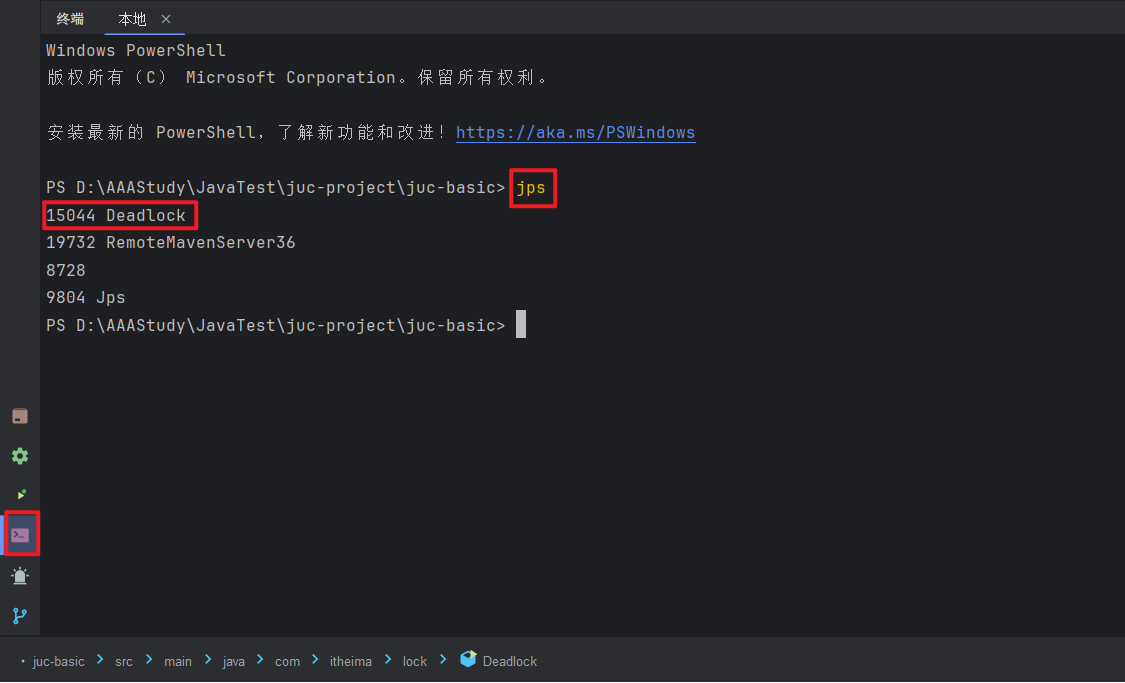 终端 本地
Windows PowerShell
版权所有（C） Microsoft Corporation。保留所有权利。
安装最新的 PowerShell，了解新功能和改进！https://aka.ms/PSWindows
PS D:\AAAStudy\JavaTest\juc-project\juc-basic> jps
15044 Deadlock
19732 RemoteMavenServer36
8728
9804 Jps
PS D:\AAAStudy\JavaTest\juc-project\juc-basic>
juc-basic > src > main > java > com > itheima > lock > Deadlock